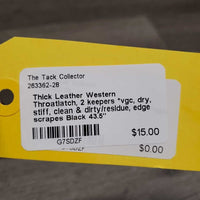 The Tack Collector
263362-28
Thick Leather Western
Throatlatch, 2 keepers *vgc, dry,
stiff, clean & dirty/residue, edge
scrapes Black 43.5"
$15.00
G7SDZF
G7SDZF
$0.00